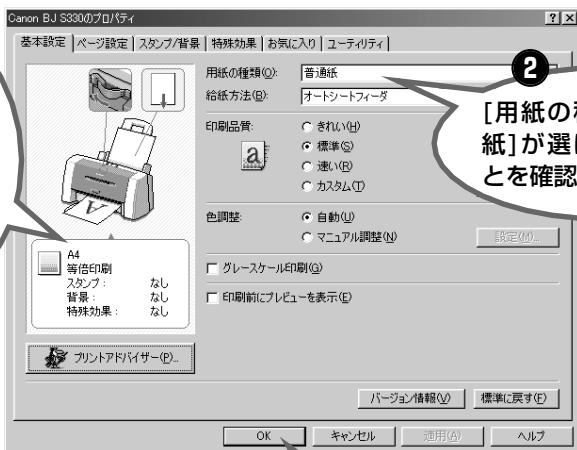 Canon BJ S330のプロパティ
基本設定 ページ設定 スタンプ/背景 特殊効果 お気に入り ユーティリティ
用紙の種類(O): 普通紙
給紙方法(B): オートシートフィーダ
印刷品質: きれい(H)
標準(S)
速い(R)
カスタム(T)
色調整: 自動(U)
マニュアル調整(N) 設定(M)...
グレースケール印刷(G)
印刷前にプレビューを表示(E)
a
A
A4
等倍印刷
スタンプ: なし
背景: なし
特殊効果: なし
プリントアドバイザー(P)...
バージョン情報(V) 標準に戻す(F)
OK キャンセル 適用(A) ヘルプ
2
[用紙の
紙]が選
とを確認